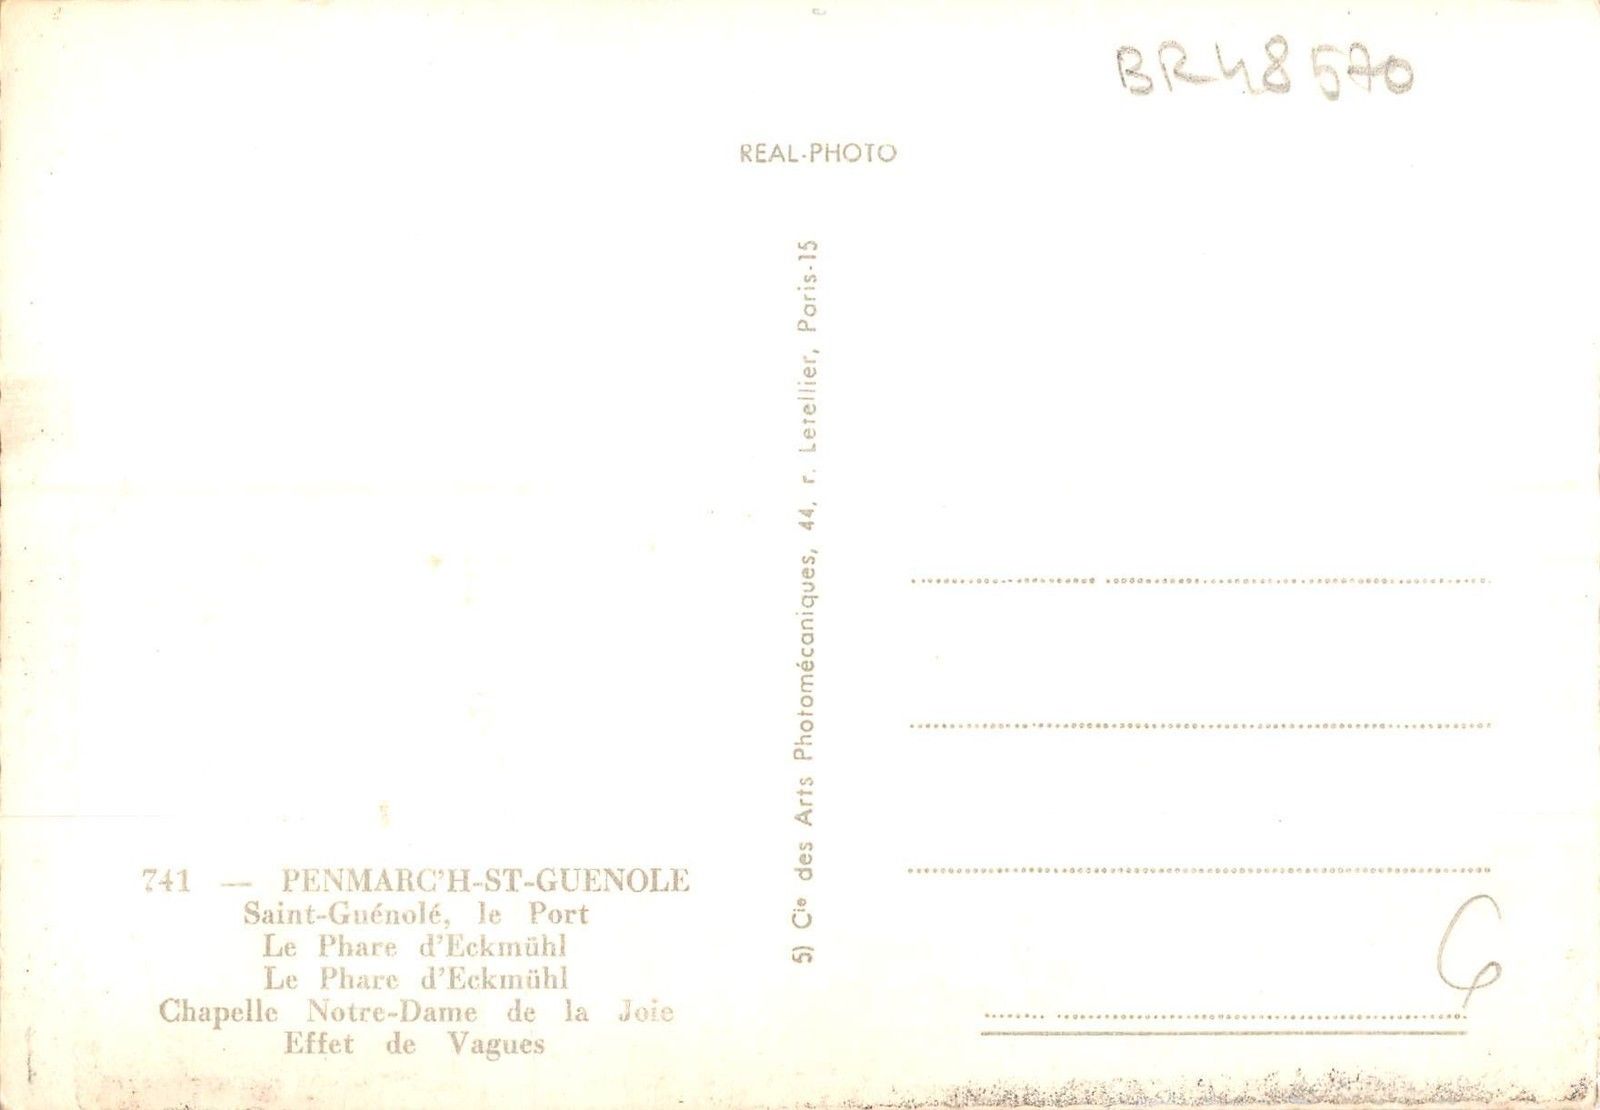 BR48570
REAL-PHOTO
5) Cie des Arts Photomécaniques, 44, r. Letellier, Paris-15
741 — PENMARC'H-ST-GUENOLE
Saint-Guénolé, le Port
Le Phare d'Eckmühl
Le Phare d'Eckmühl
Chapelle Notre-Dame de la Joie
Effet de Vagues